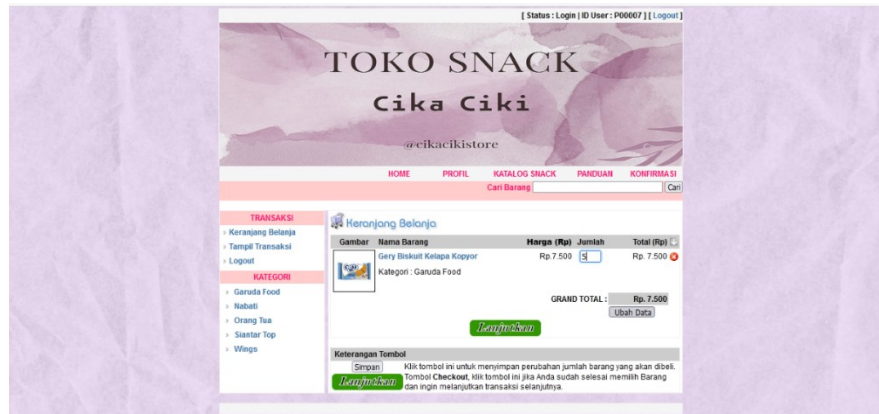 [ Status : Login | ID User : P00007 ] [ Logout ]
TOKO SNACK
Cika Ciki
@cikacikistore
HOME PROFIL KATALOG SNACK PANDUAN KONFIRMASI
Cari Barang Cari
TRANSAKSI
Keranjang Belanja
Tampil Transaksi
Logout
KATEGORI
Garuda Food
Nabati
Orang Tua
Siantar Top
Wings
Keranjang Belanja
Gambar Nama Barang Harga (Rp) Jumlah Total (Rp)
Gery Biskuit Kelapa Kopyor Rp.7.500 5 Rp. 7.500
Kategori : Garuda Food
GRAND TOTAL : Rp. 7.500
Ubah Data
Lanjutkan
Keterangan Tombol
Simpan Klik tombol ini untuk menyimpan perubahan jumlah barang yang akan dibeli.
Lanjutkan Tombol Checkout, klik tombol ini jika Anda sudah selesai memilih Barang
dan ingin melanjutkan transaksi selanjutnya.